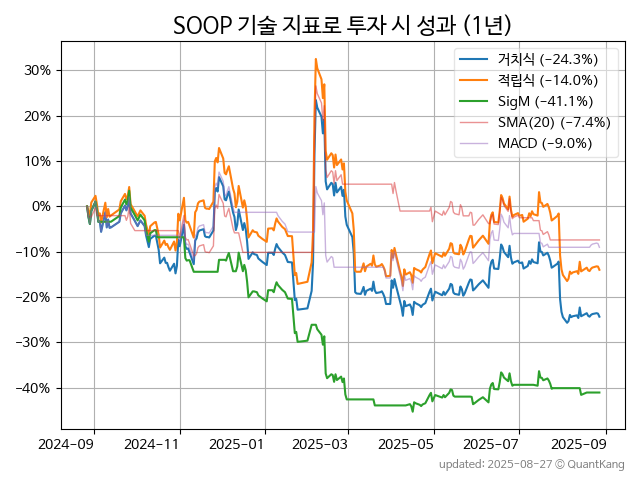 SOOP 기술 지표로 투자 시 성과 (1년)
거치식 (−24.3%)
적립식 (−14.0%)
SigM (−41.1%)
SMA(20) (−7.4%)
MACD (−9.0%)
30%
20%
10%
0%
−10%
−20%
−30%
−40%
2024-09 2024-11 2025-01 2025-03 2025-05 2025-07 2025-09
updated: 2025-08-27 © QuantKang